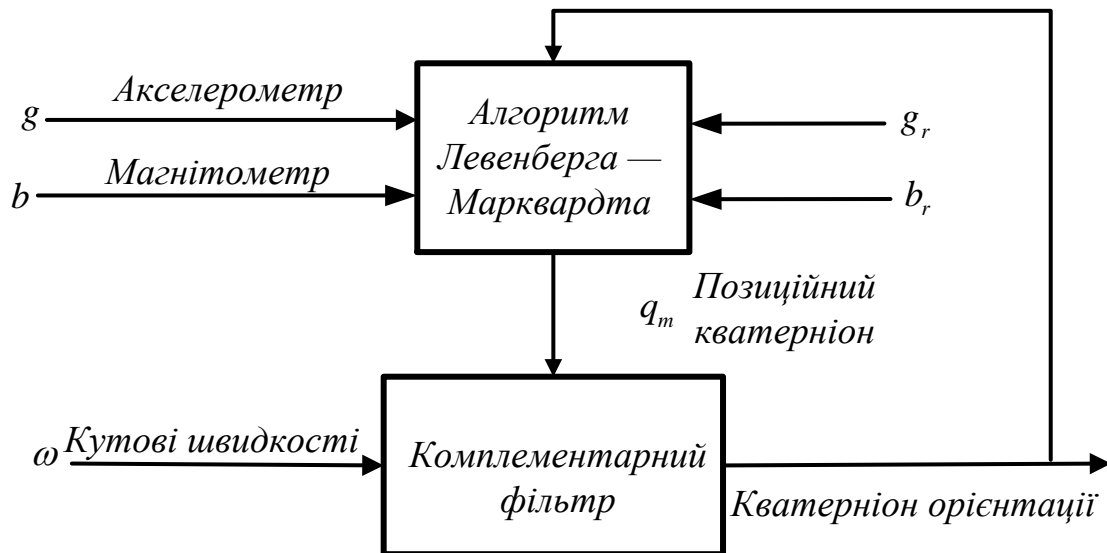 Акселерометр
g
Магнітометр
b
Алгоритм
Левенберга —
Марквардта
g_r
b_r
q_m
Позиційний
кватерніон
Кутові швидкості
ω
Комплементарний
фільтр
Кватерніон орієнтації